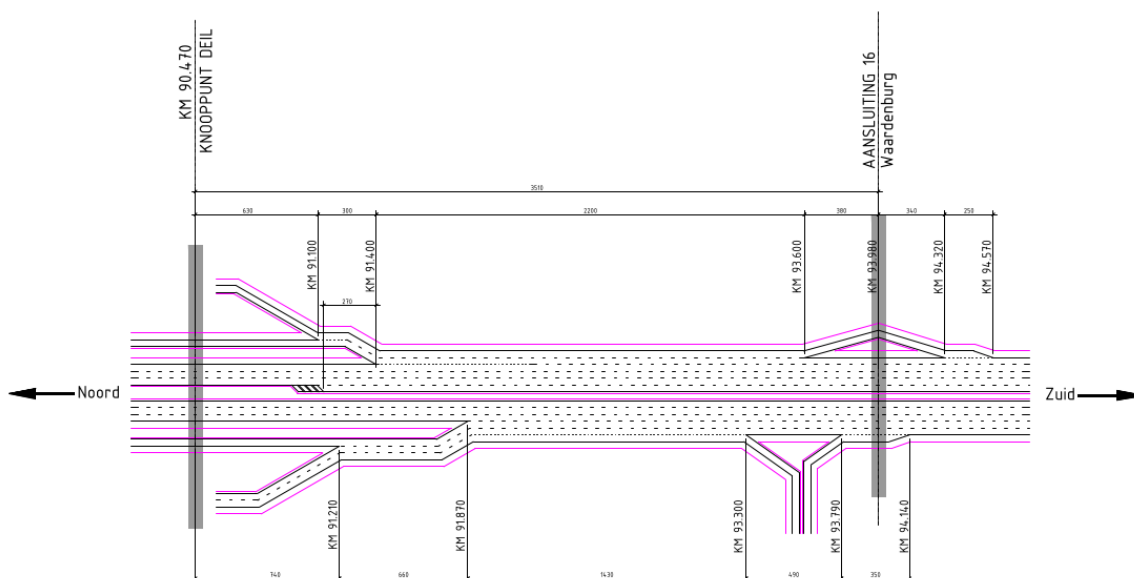 KM 90.470
KNOOPPUNT DEIL
AANSLUITING 16
Waardenburg
3510
630
300
2200
380
340
250
KM 91.100
KM 91.400
KM 93.600
KM 93.980
KM 94.320
KM 94.570
270
Noord
Zuid
KM 91.210
KM 91.870
KM 93.300
KM 93.790
KM 94.140
740
660
1430
490
350